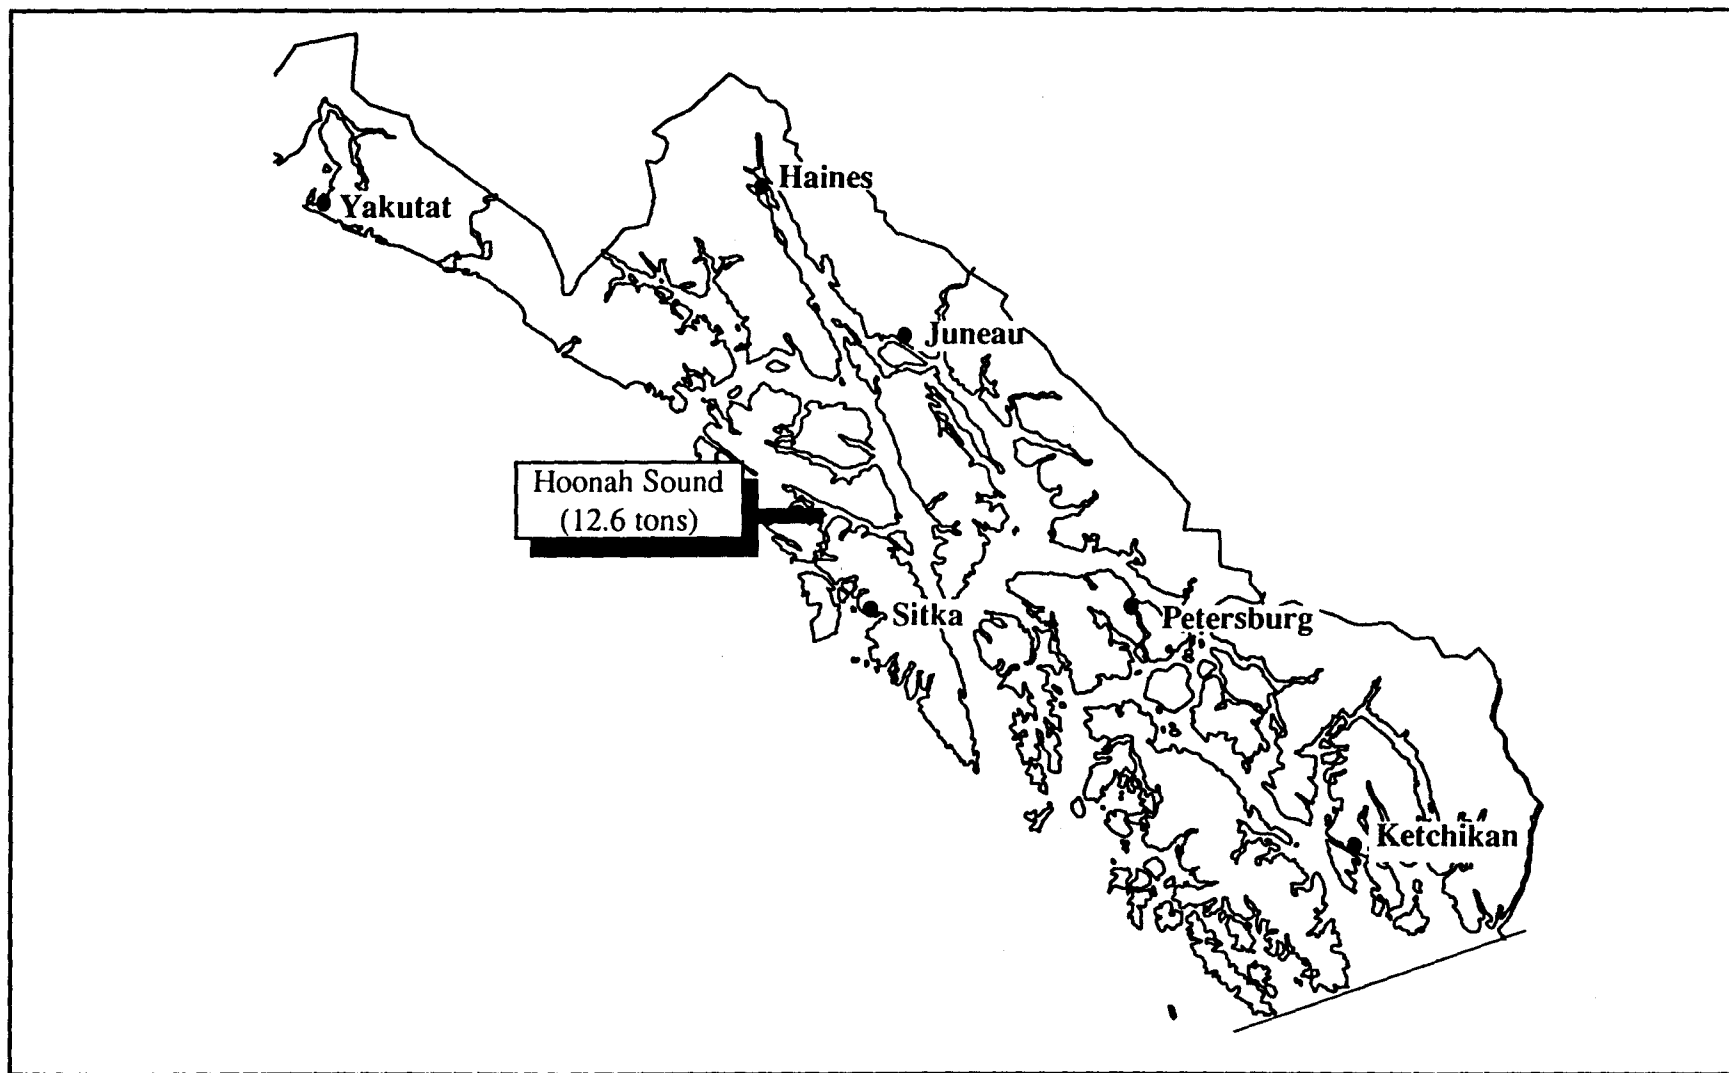 Haines
Yakutat
Juneau
Hoonah Sound
(12.6 tons)
Sitka
Petersburg
Ketchikan